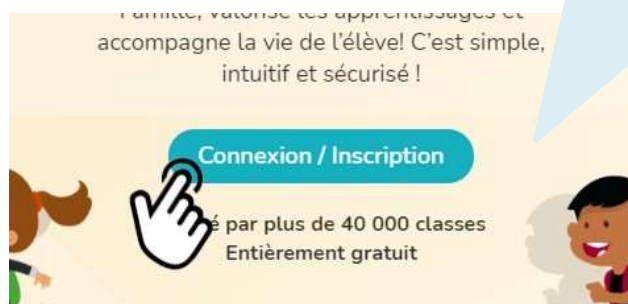 Famille, valorise les apprentissages et
accompagne la vie de l'élève! C'est simple,
intuitif et sécurisé !
Connexion / Inscription
par plus de 40 000 classes
Entièrement gratuit